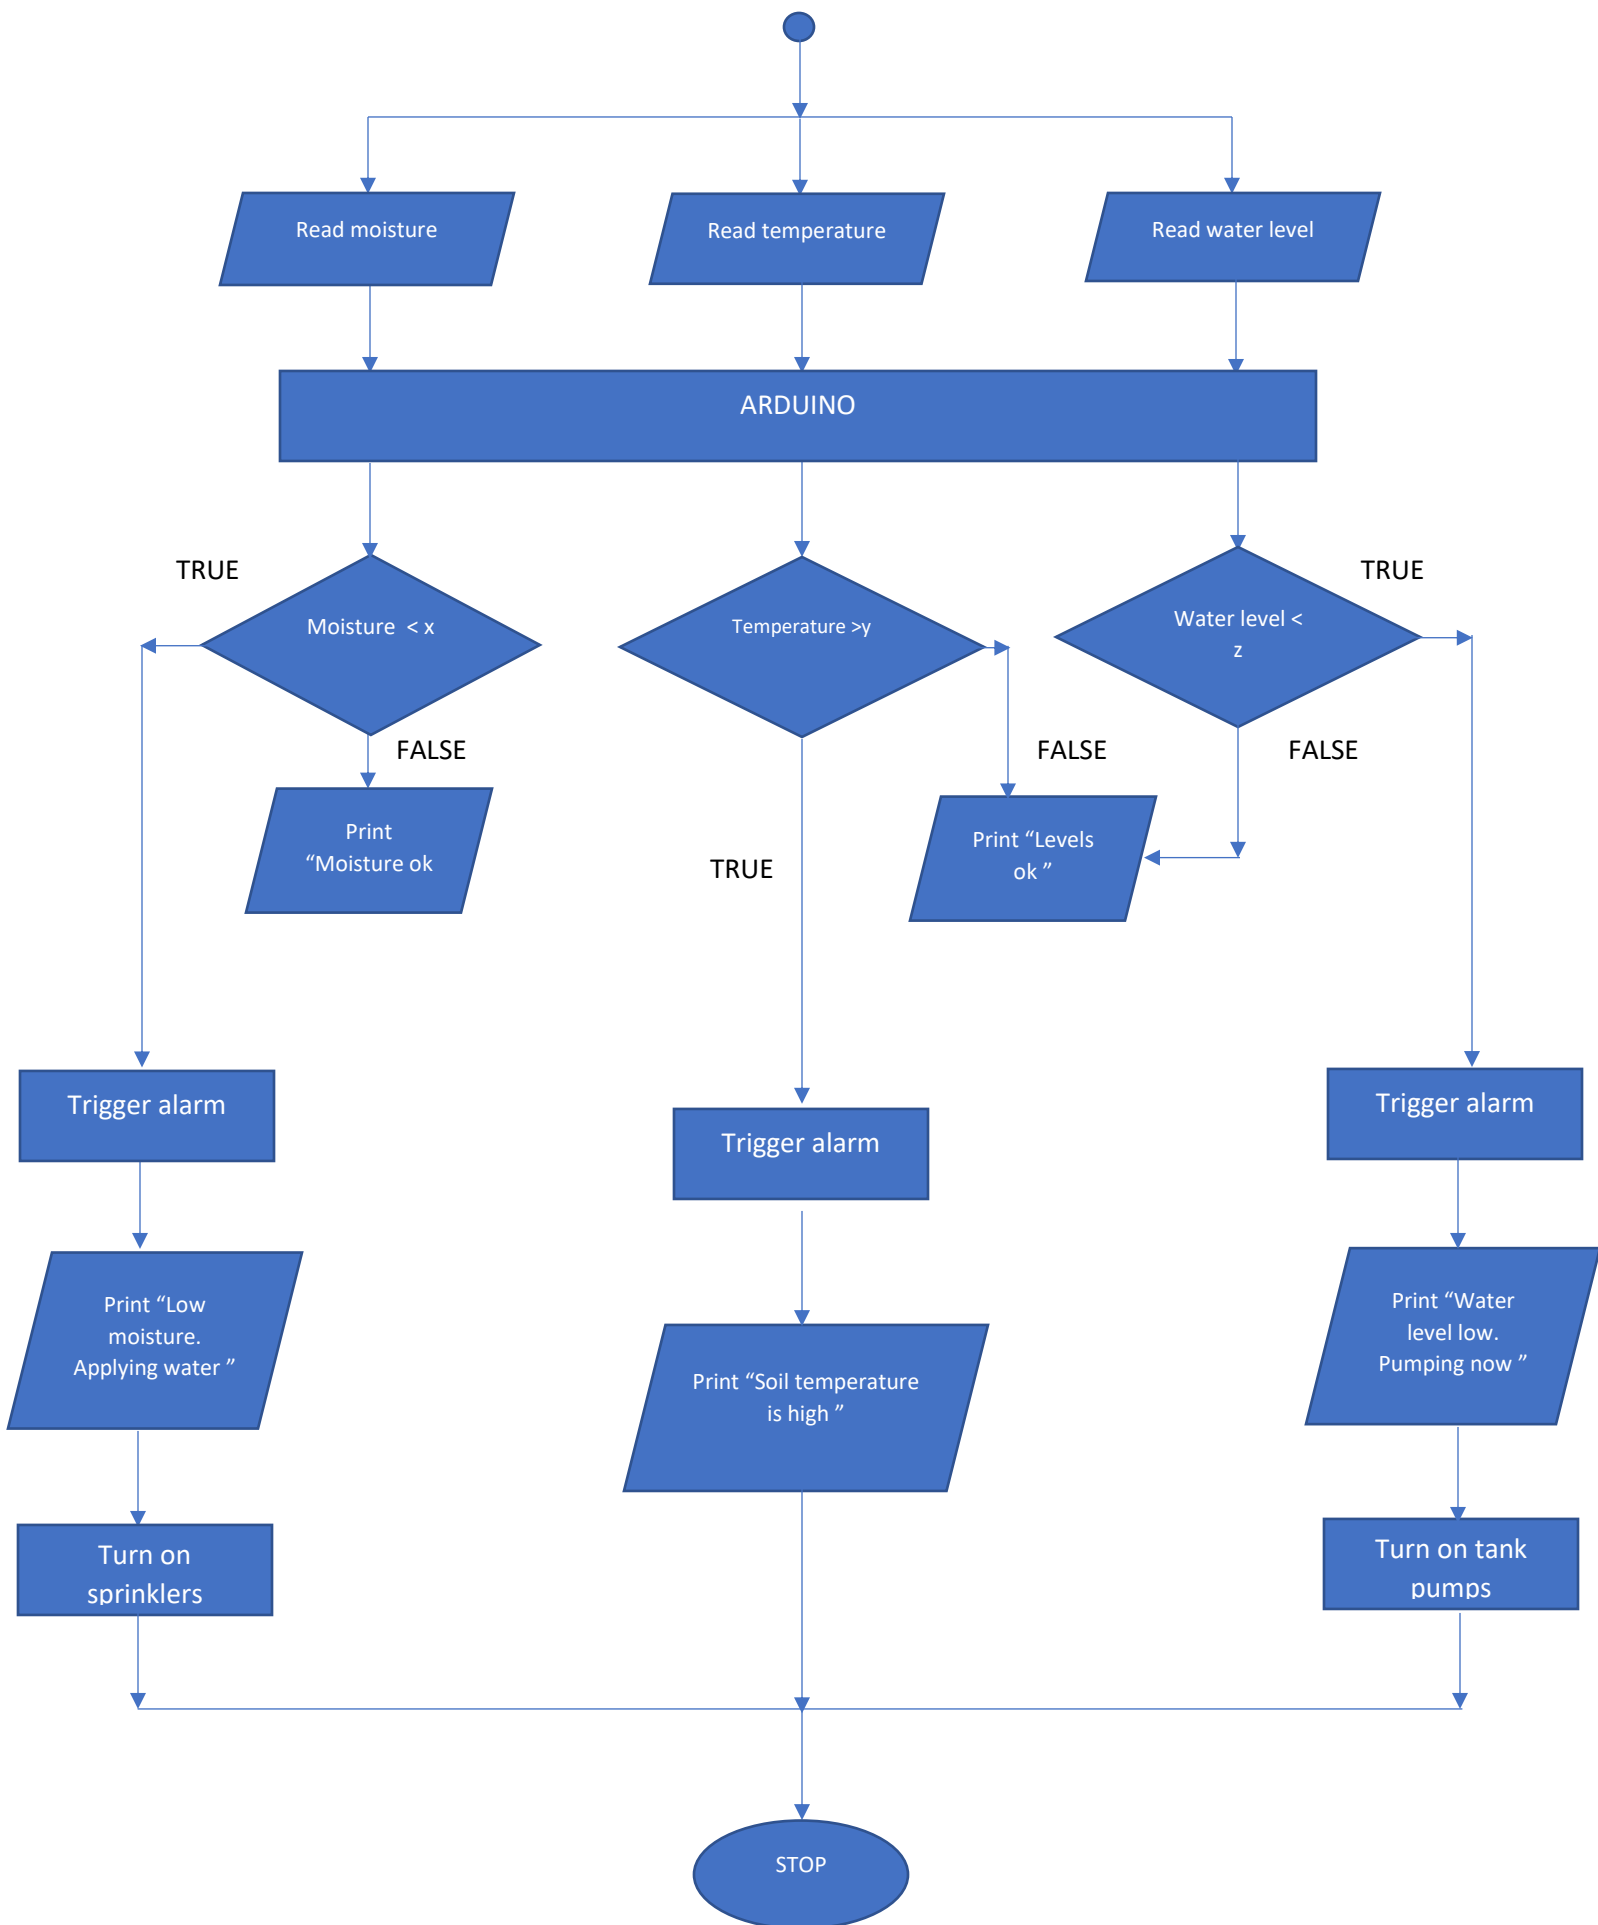 Read moisture
Read temperature
Read water level
ARDUINO
TRUE
TRUE
Moisture < x
Temperature >y
Water level <
z
FALSE
FALSE
FALSE
Print
“Moisture ok
Print “Levels
ok ”
TRUE
Trigger alarm
Trigger alarm
Trigger alarm
Print “Low
moisture.
Applying water ”
Print “Soil temperature
is high ”
Print “Water
level low.
Pumping now ”
Turn on
sprinklers
Turn on tank
pumps
STOP